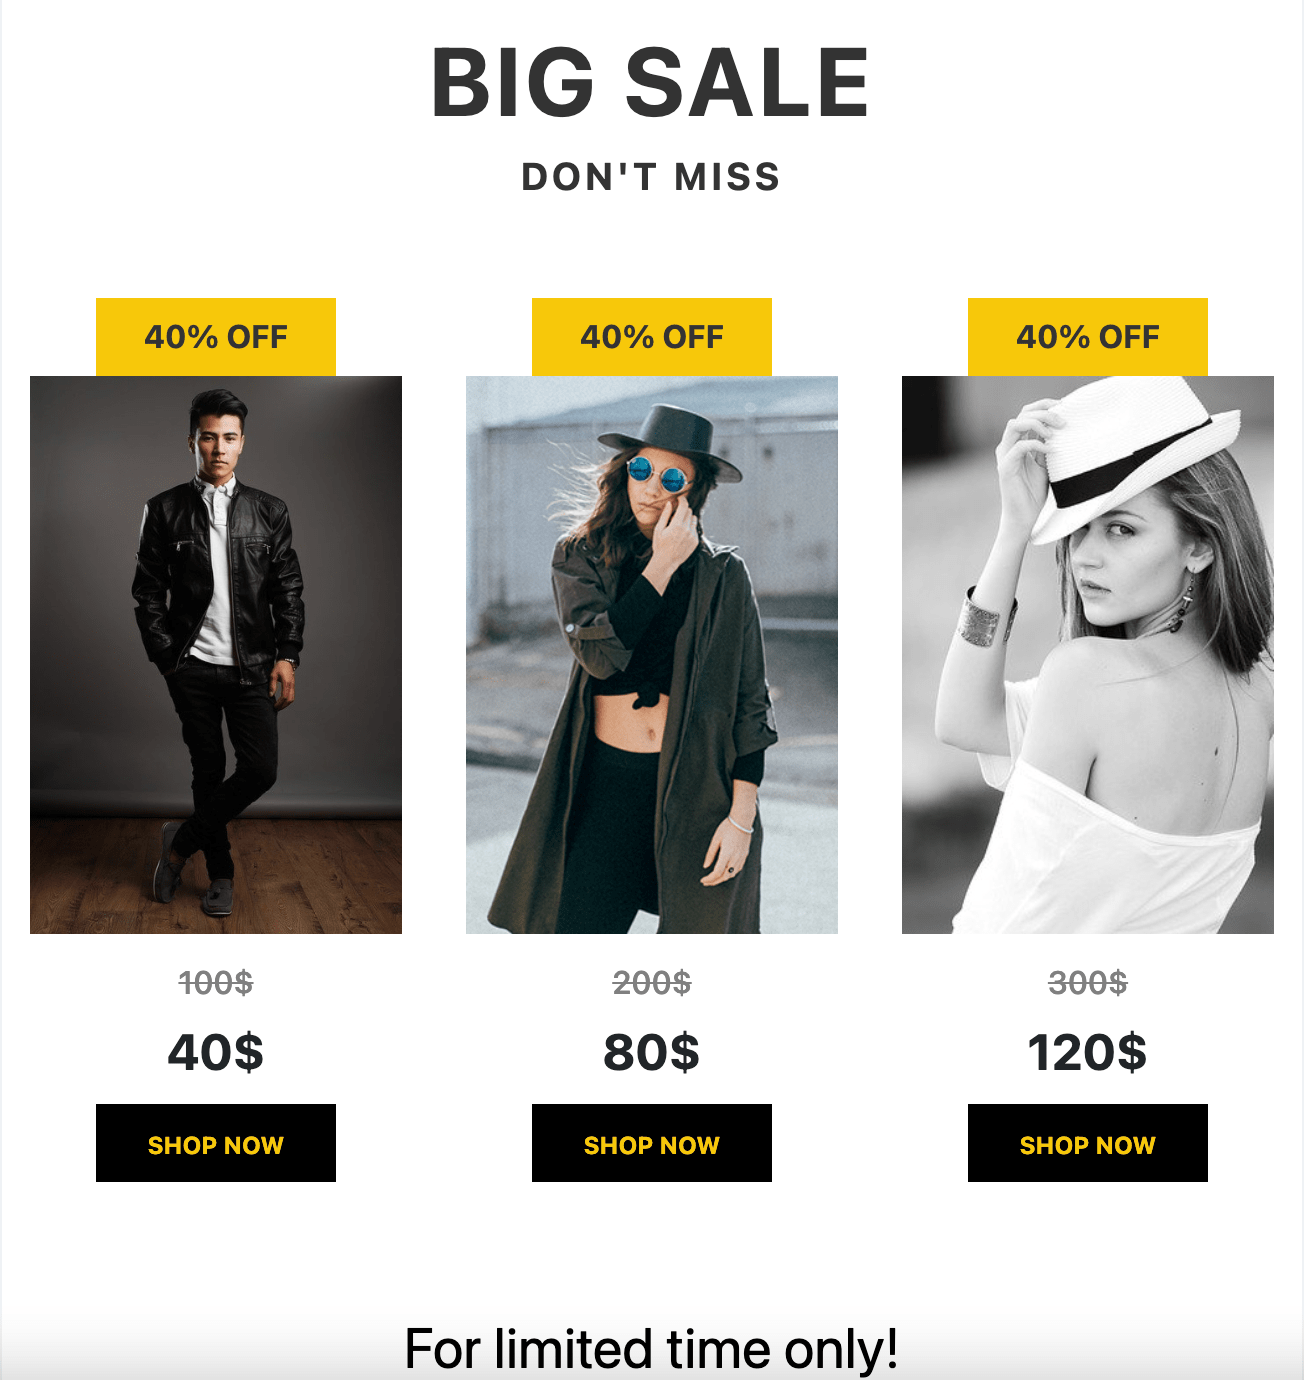 BIG SALE
DON'T MISS
40% OFF 40% OFF 40% OFF
100$ 200$ 300$
40$ 80$ 120$
SHOP NOW SHOP NOW SHOP NOW
For limited time only!